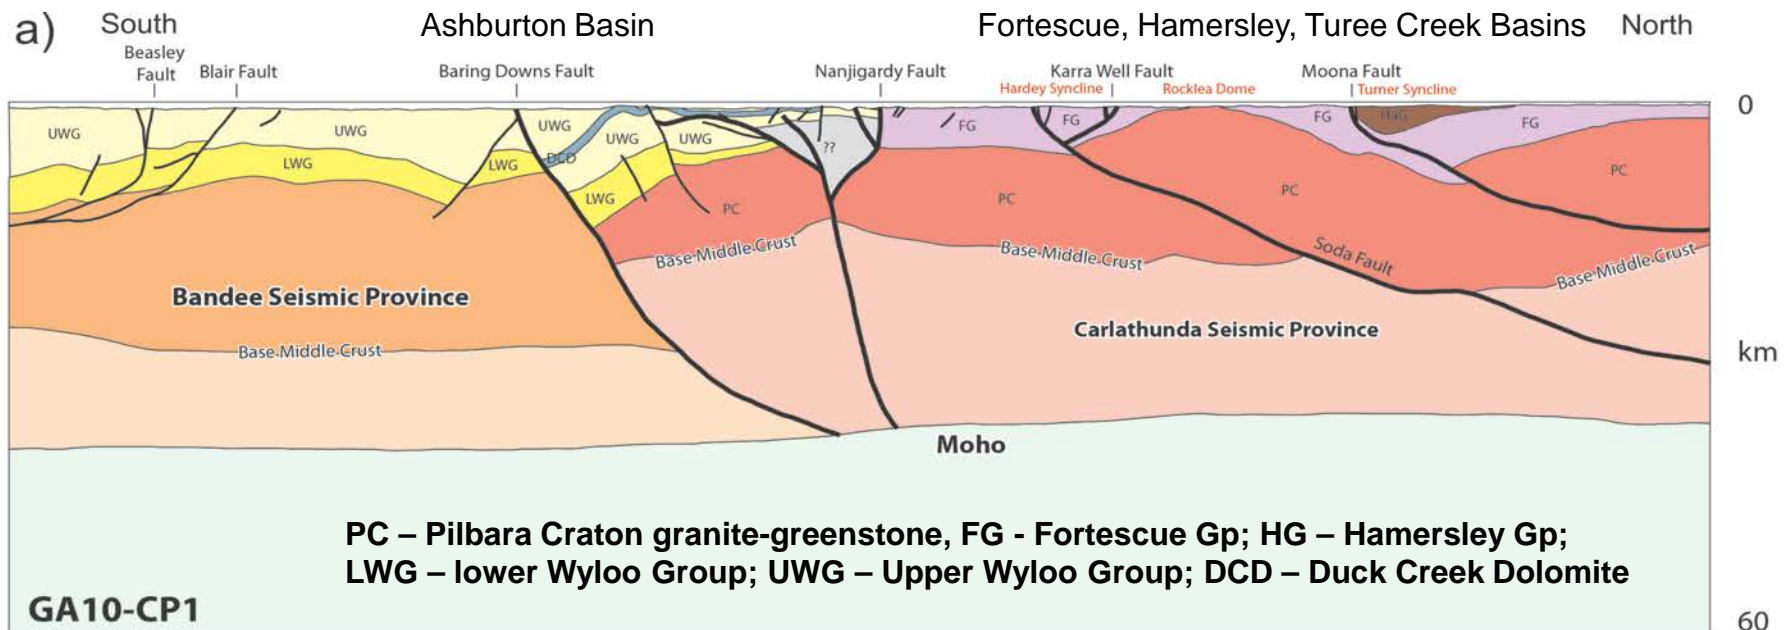 a) South Ashburton Basin Fortescue, Hamersley, Turee Creek Basins North
Beasley
Fault
Blair Fault
Baring Downs Fault
Nanjigardy Fault
Karra Well Fault
Moona Fault
Hardey Syncline
Rocklea Dome
Turner Syncline
0
UWG
UWG
UWG
UWG
UWG
??
FG
FG
FG
HaG
FG
LWG
LWG
DCD
LWG
PC
PC
PC
PC
Base Middle Crust
Base Middle Crust
Soda Fault
Base Middle Crust
Bandee Seismic Province
Carlathunda Seismic Province
Base Middle Crust
km
Moho
PC – Pilbara Craton granite-greenstone, FG - Fortescue Gp; HG – Hamersley Gp;
LWG – lower Wyloo Group; UWG – Upper Wyloo Group; DCD – Duck Creek Dolomite
GA10-CP1
60